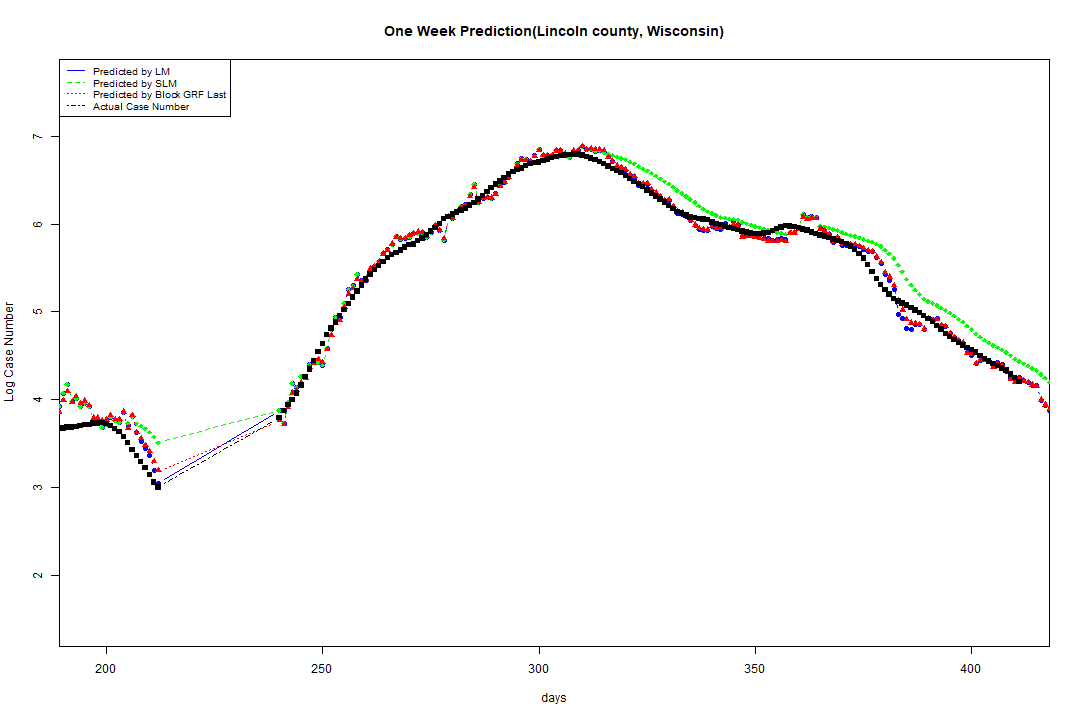 One Week Prediction(Lincoln county, Wisconsin)
Predicted by LM
Predicted by SLM
Predicted by Block GRF Last
Actual Case Number
7
6
5
4
3
2
Log Case Number
200
250
300
350
400
days